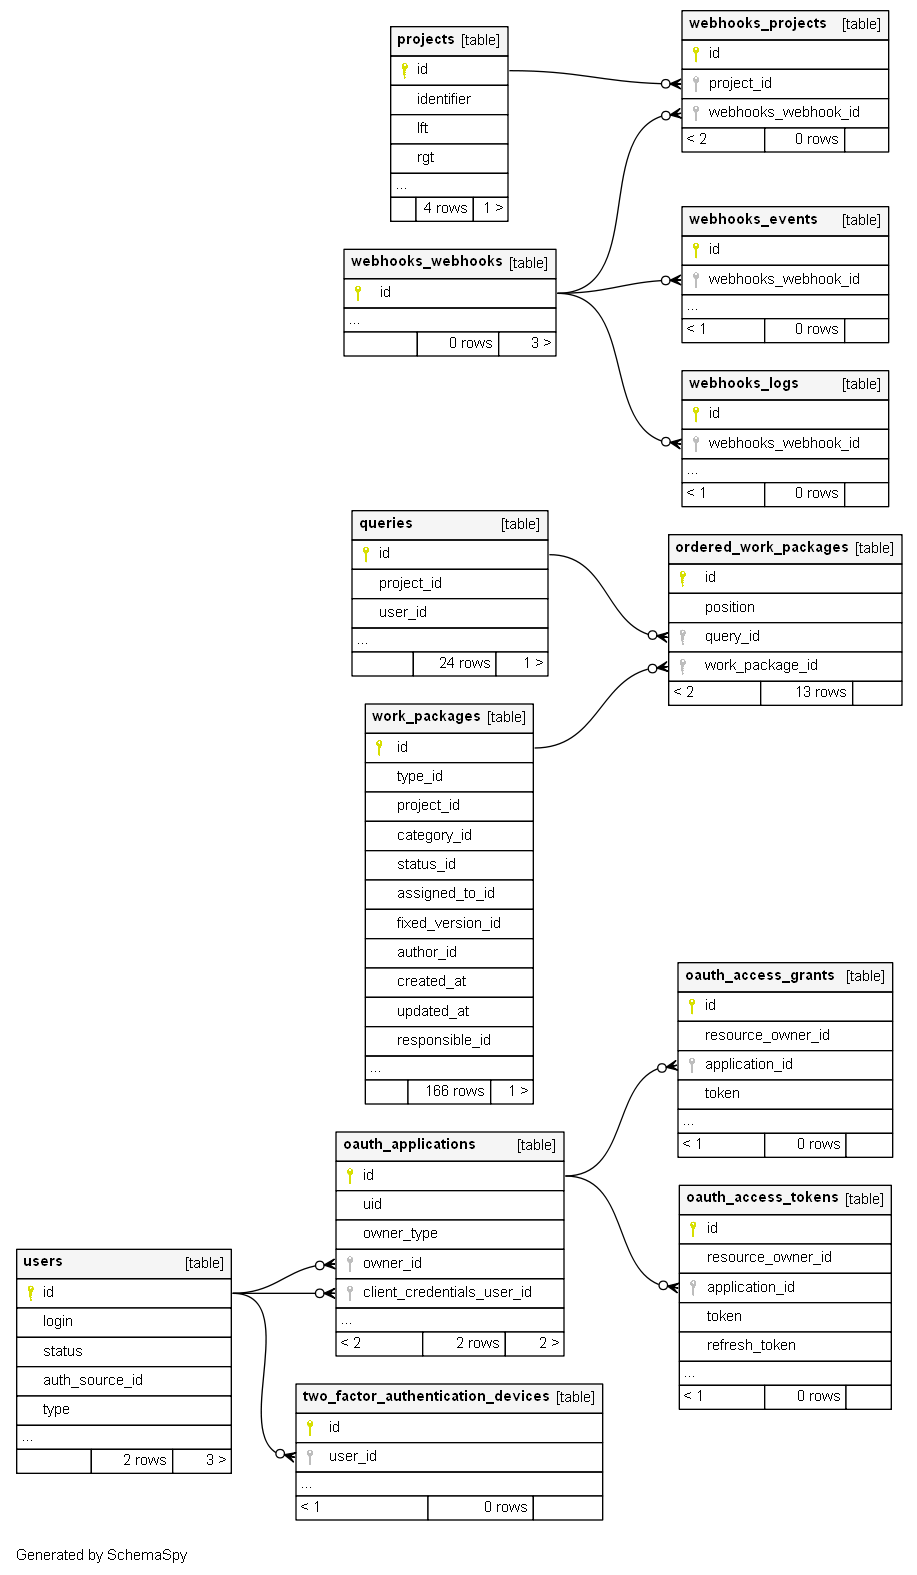 projects [table]
id
identifier
lft
rgt
...
4 rows 1 >
webhooks_projects [table]
id
project_id
webhooks_webhook_id
< 2 0 rows
webhooks_webhooks [table]
id
...
0 rows 3 >
webhooks_events [table]
id
webhooks_webhook_id
...
< 1 0 rows
webhooks_logs [table]
id
webhooks_webhook_id
...
< 1 0 rows
queries [table]
id
project_id
user_id
...
24 rows 1 >
ordered_work_packages [table]
id
position
query_id
work_package_id
< 2 13 rows
work_packages [table]
id
type_id
project_id
category_id
status_id
assigned_to_id
fixed_version_id
author_id
created_at
updated_at
responsible_id
...
166 rows 1 >
oauth_access_grants [table]
id
resource_owner_id
application_id
token
...
< 1 0 rows
oauth_applications [table]
id
uid
owner_type
owner_id
client_credentials_user_id
...
< 2 2 rows 2 >
oauth_access_tokens [table]
id
resource_owner_id
application_id
token
refresh_token
...
< 1 0 rows
users [table]
id
login
status
auth_source_id
type
...
2 rows 3 >
two_factor_authentication_devices [table]
id
user_id
...
< 1 0 rows
Generated by SchemaSpy